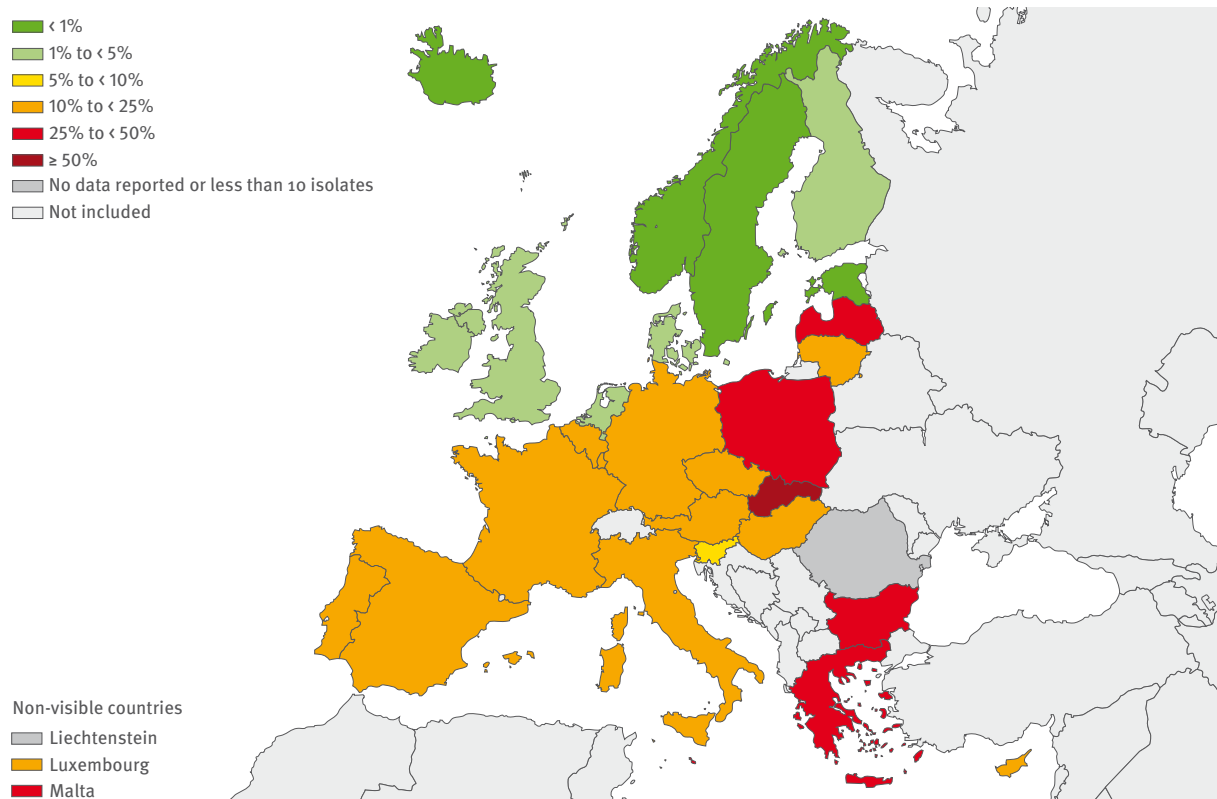 < 1%
1% to < 5%
5% to < 10%
10% to < 25%
25% to < 50%
≥ 50%
No data reported or less than 10 isolates
Not included
Non-visible countries
Liechtenstein
Luxembourg
Malta